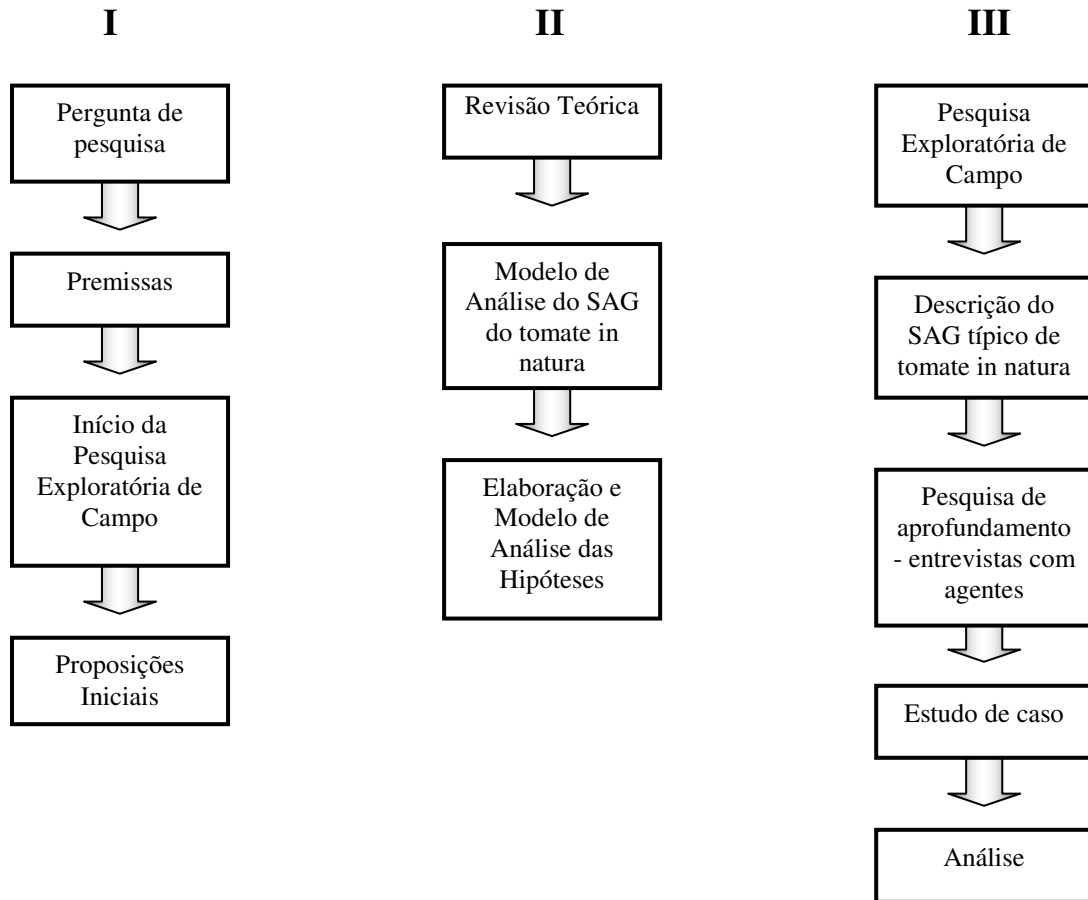 I
Pergunta de
pesquisa
Premissas
Início da
Pesquisa
Exploratória de
Campo
Proposições
Iniciais
II
Revisão Teórica
Modelo de
Análise do SAG
do tomate in
natura
Elaboração e
Modelo de
Análise das
Hipóteses
III
Pesquisa
Exploratória de
Campo
Descrição do
SAG típico de
tomate in natura
Pesquisa de
aprofundamento
- entrevistas com
agentes
Estudo de caso
Análise